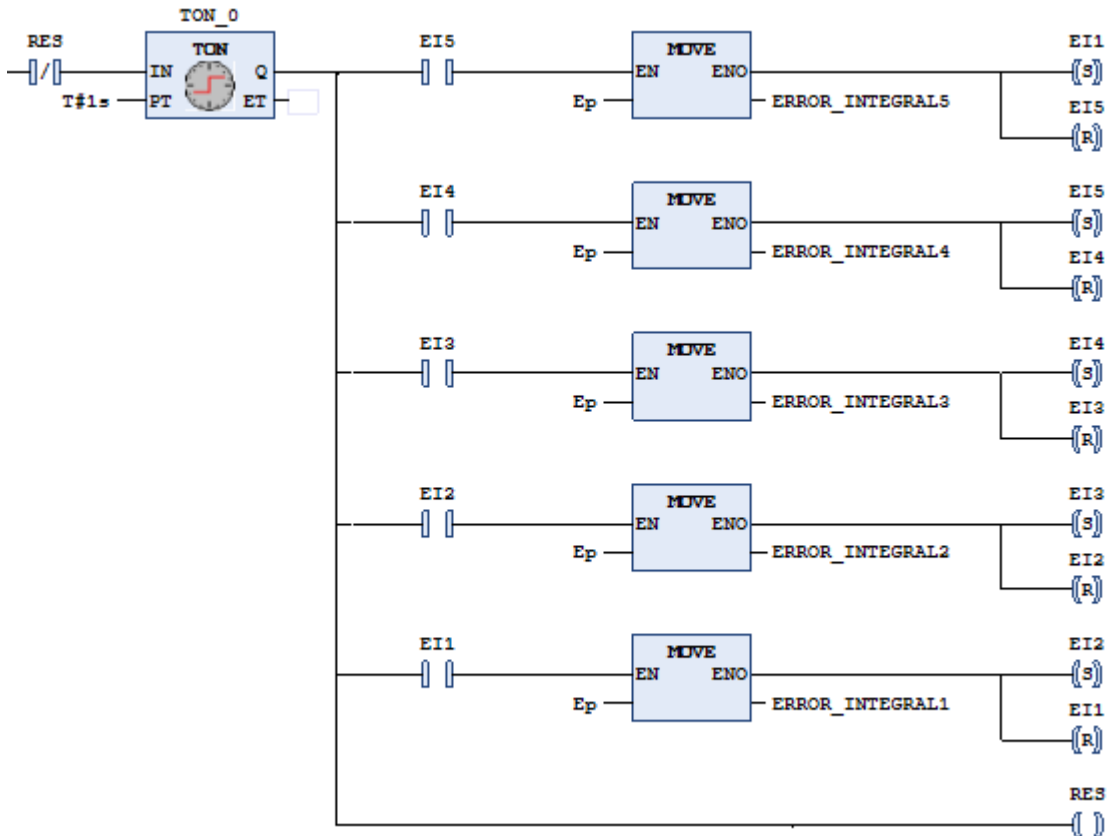 TON_0
RES
TON
IN Q
T#1s PT ET
EI5
MOVE
EN ENO
Ep ERROR_INTEGRAL5
EI1
(S)
EI5
(R)
EI4
MOVE
EN ENO
Ep ERROR_INTEGRAL4
EI5
(S)
EI4
(R)
EI3
MOVE
EN ENO
Ep ERROR_INTEGRAL3
EI4
(S)
EI3
(R)
EI2
MOVE
EN ENO
Ep ERROR_INTEGRAL2
EI3
(S)
EI2
(R)
EI1
MOVE
EN ENO
Ep ERROR_INTEGRAL1
EI2
(S)
EI1
(R)
RES